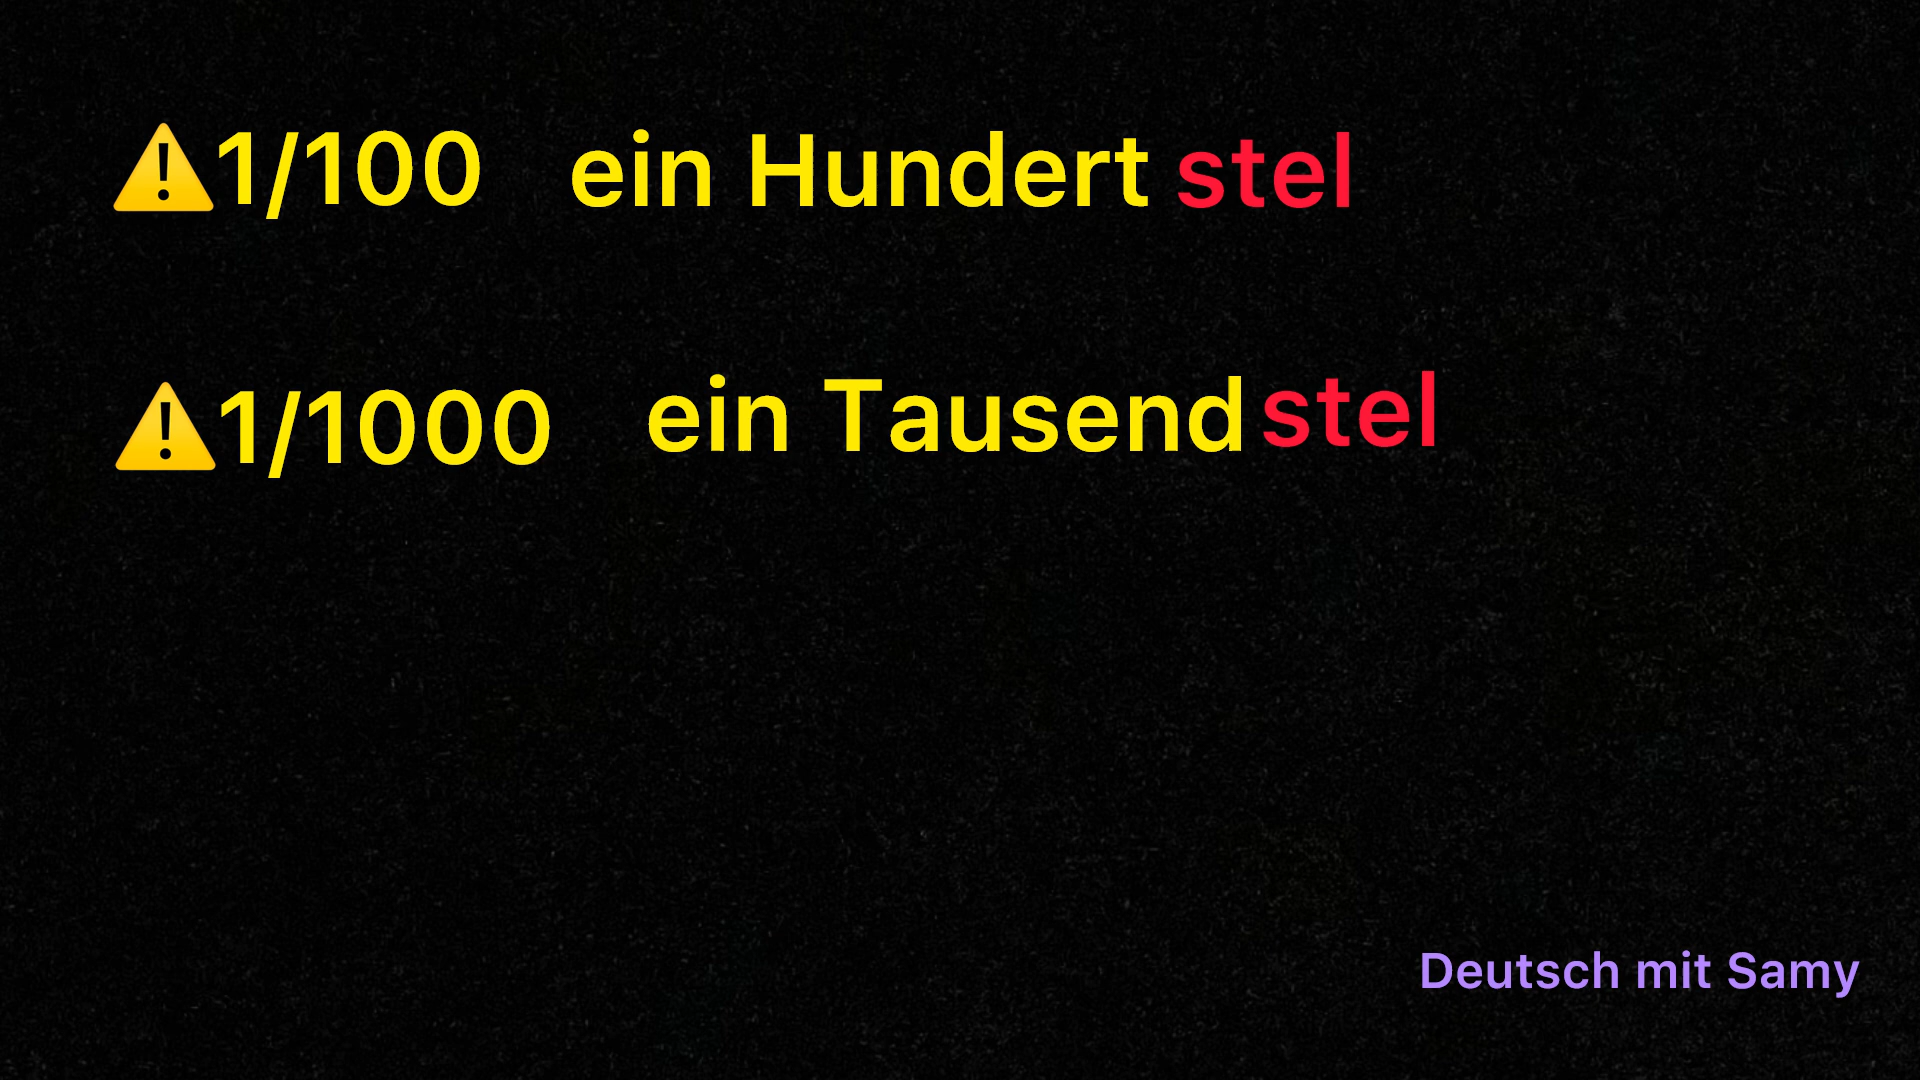 ⚠️1/100 ein Hundert stel
⚠️1/1000 ein Tausend stel
Deutsch mit Samy